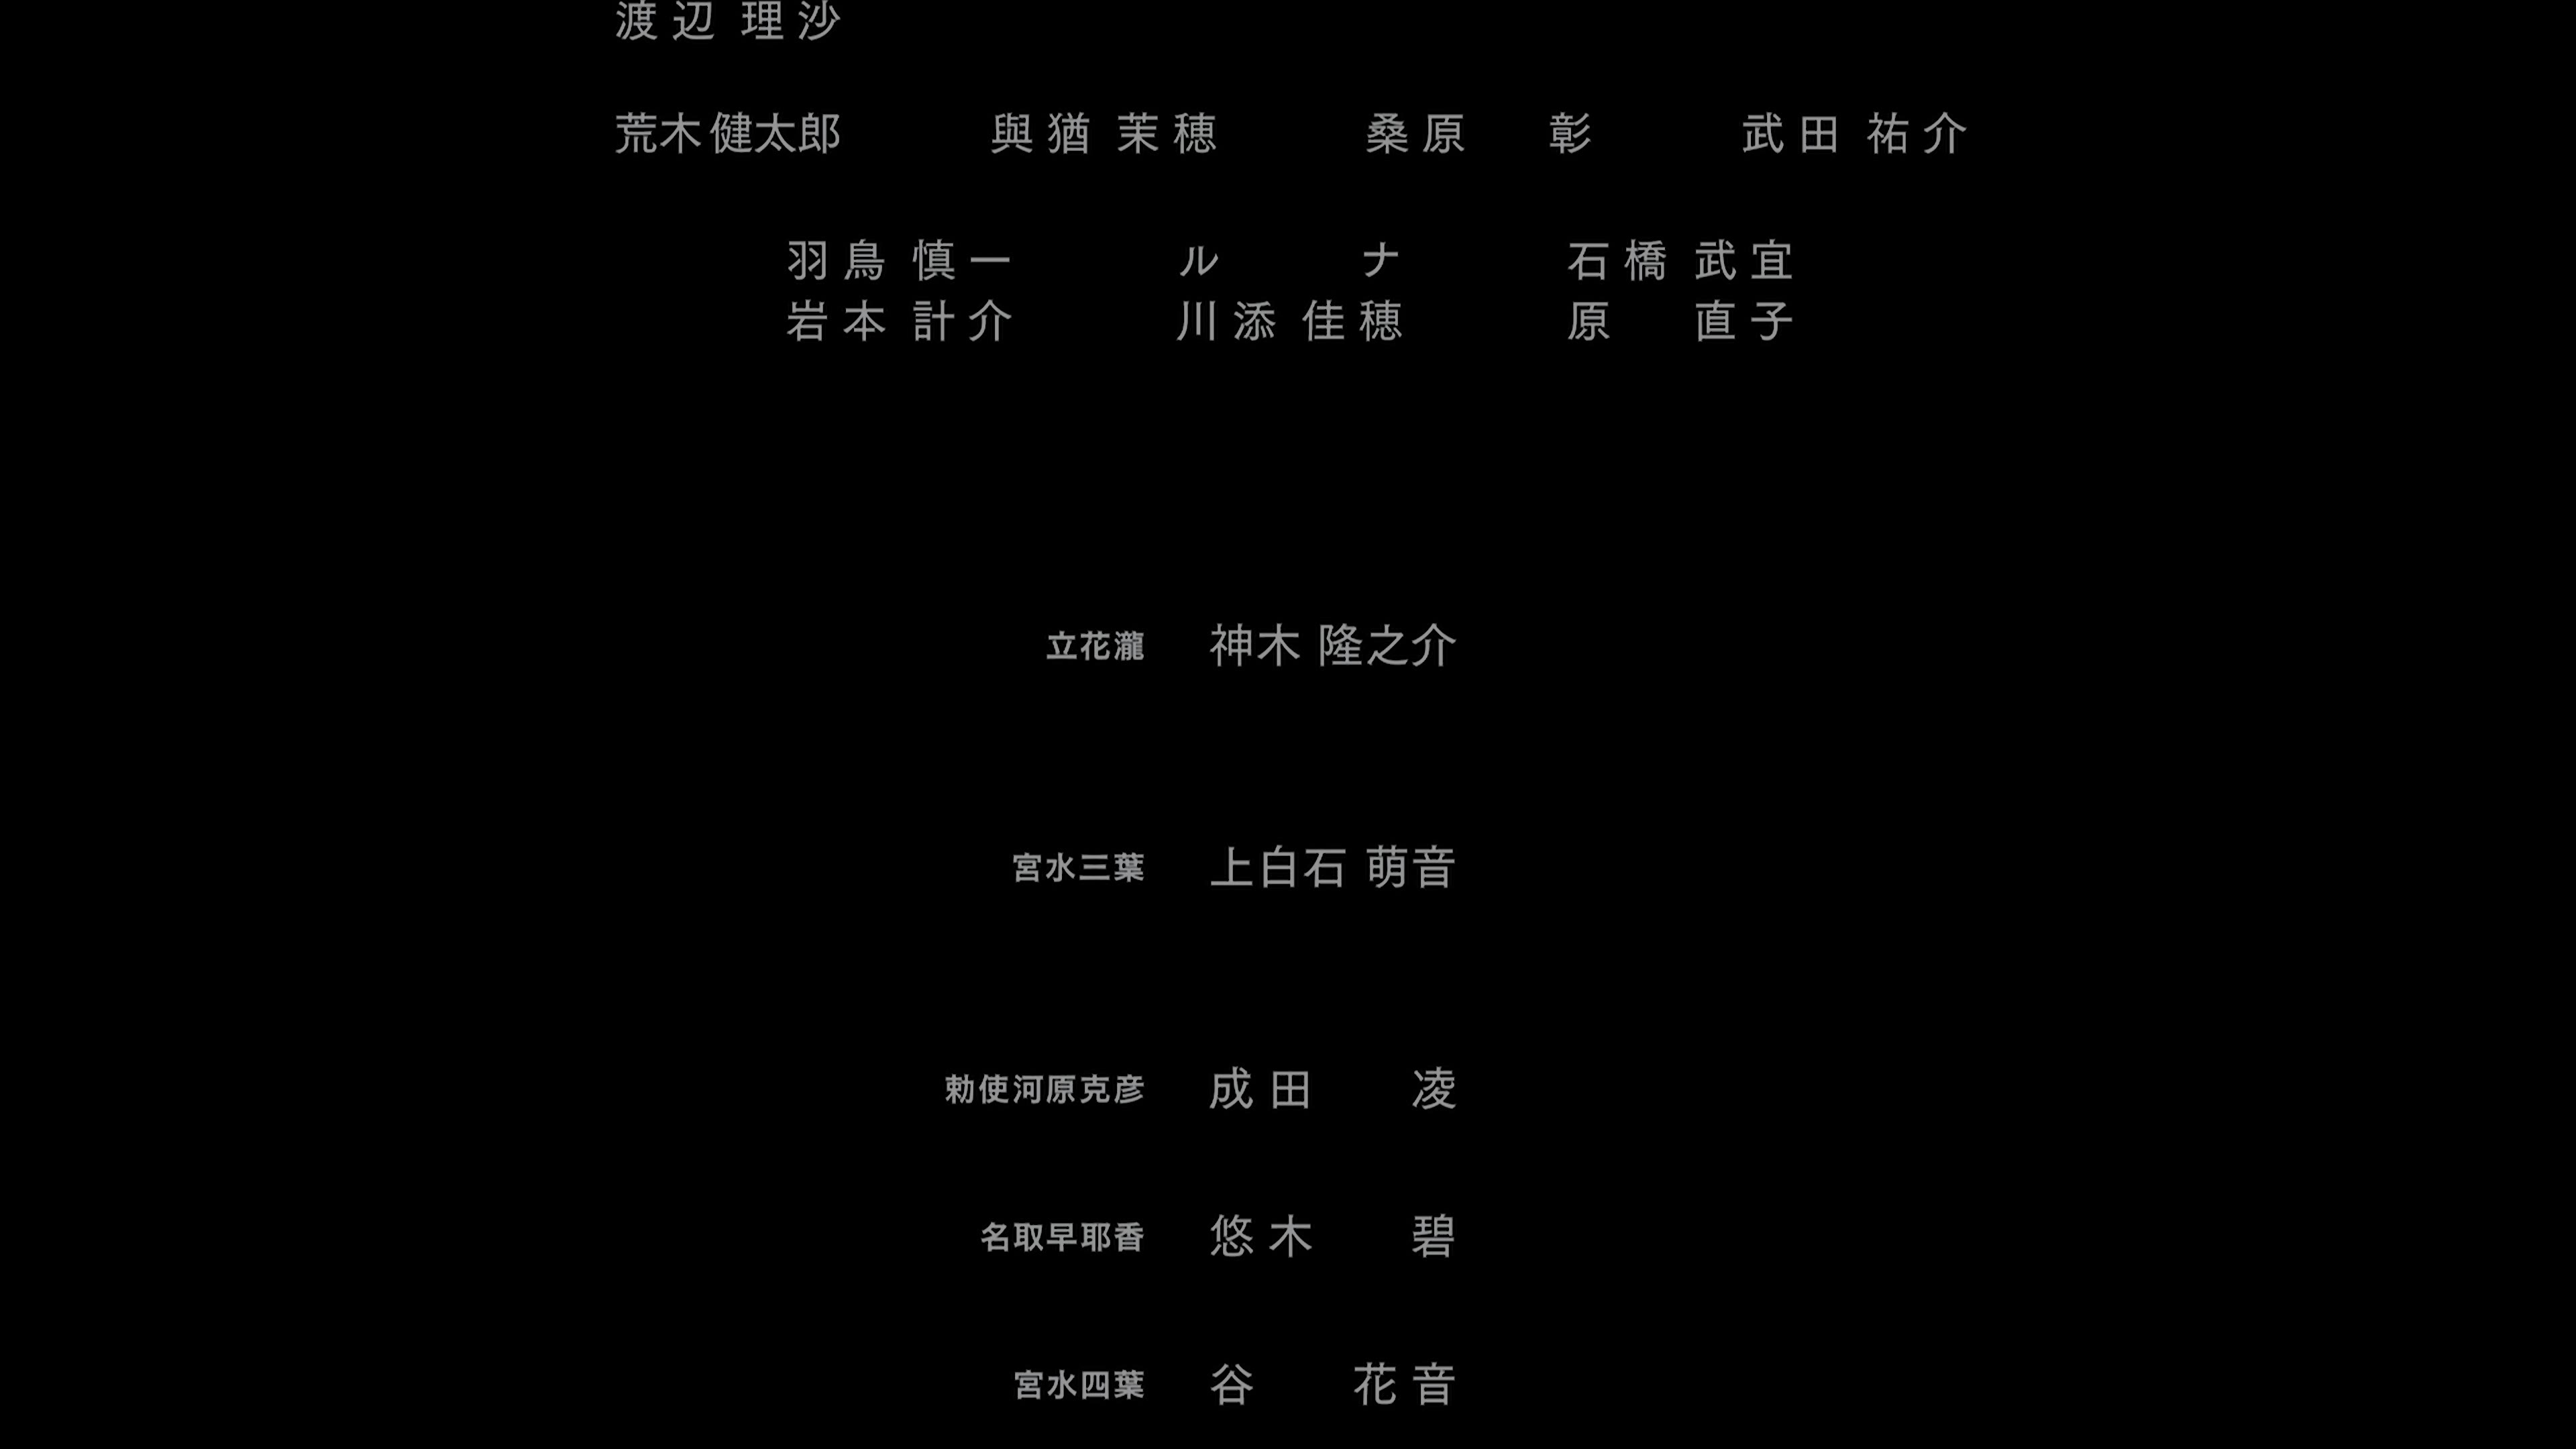 渡辺 理沙
荒木健太郎 與猶 茉穂 桑原 彰 武田 祐介
羽鳥 慎一 ルナ 石橋 武宜
岩本 計介 川添 佳穂 原 直子
立花瀧 神木 隆之介
宮水三葉 上白石 萌音
勅使河原克彦 成田 凌
名取早耶香 悠木 碧
宮水四葉 谷 花音